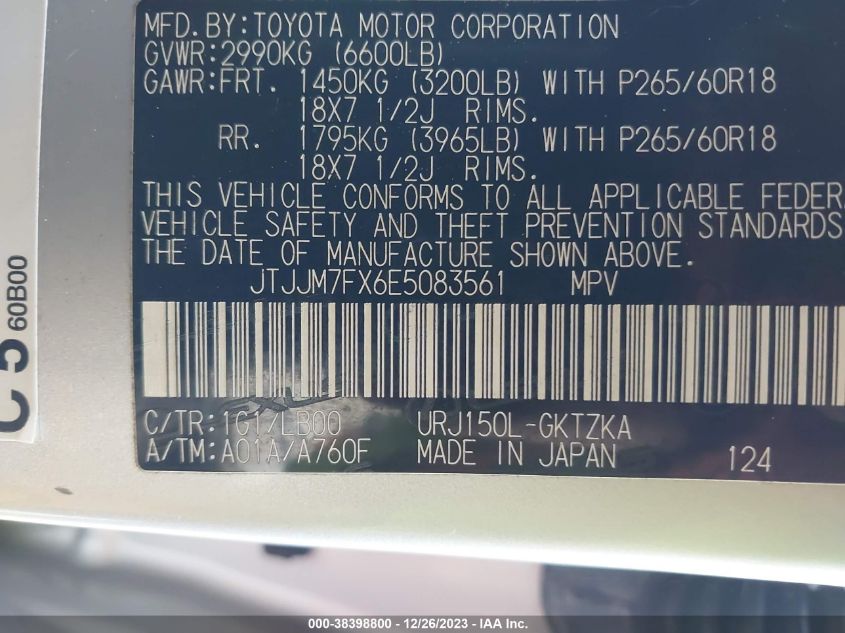 MFD.BY:TOYOTA MOTOR CORPORATION
GVWR:2990KG (6600LB)
GAWR:FRT. 1450KG (3200LB) WITH P265/60R18
18X7 1/2J RIMS.
RR. 1795KG (3965LB) WITH P265/60R18
18X7 1/2J RIMS.
THIS VEHICLE CONFORMS TO ALL APPLICABLE FEDER
VEHICLE SAFETY AND THEFT PREVENTION STANDARDS
THE DATE OF MANUFACTURE SHOWN ABOVE.
JTJJM7FX6E5083561 MPV
C/TR:1G17LB00 URJ150L-GKTZKA
A/TM:A01A/A760F MADE IN JAPAN 124
C 5 60B00
000-38398800 - 12/26/2023 - IAA Inc.